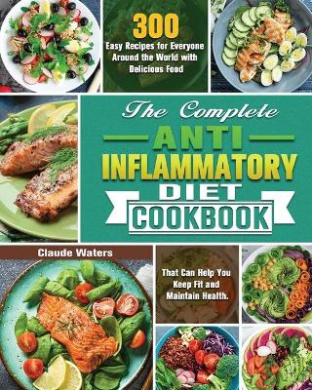 300
Easy Recipes for Everyone
Around the World with
Delicious Food
The Complete
ANTI
INFLAMMATORY
DIET
COOKBOOK
Claude Waters
That Can Help You
Keep Fit and
Maintain Health.